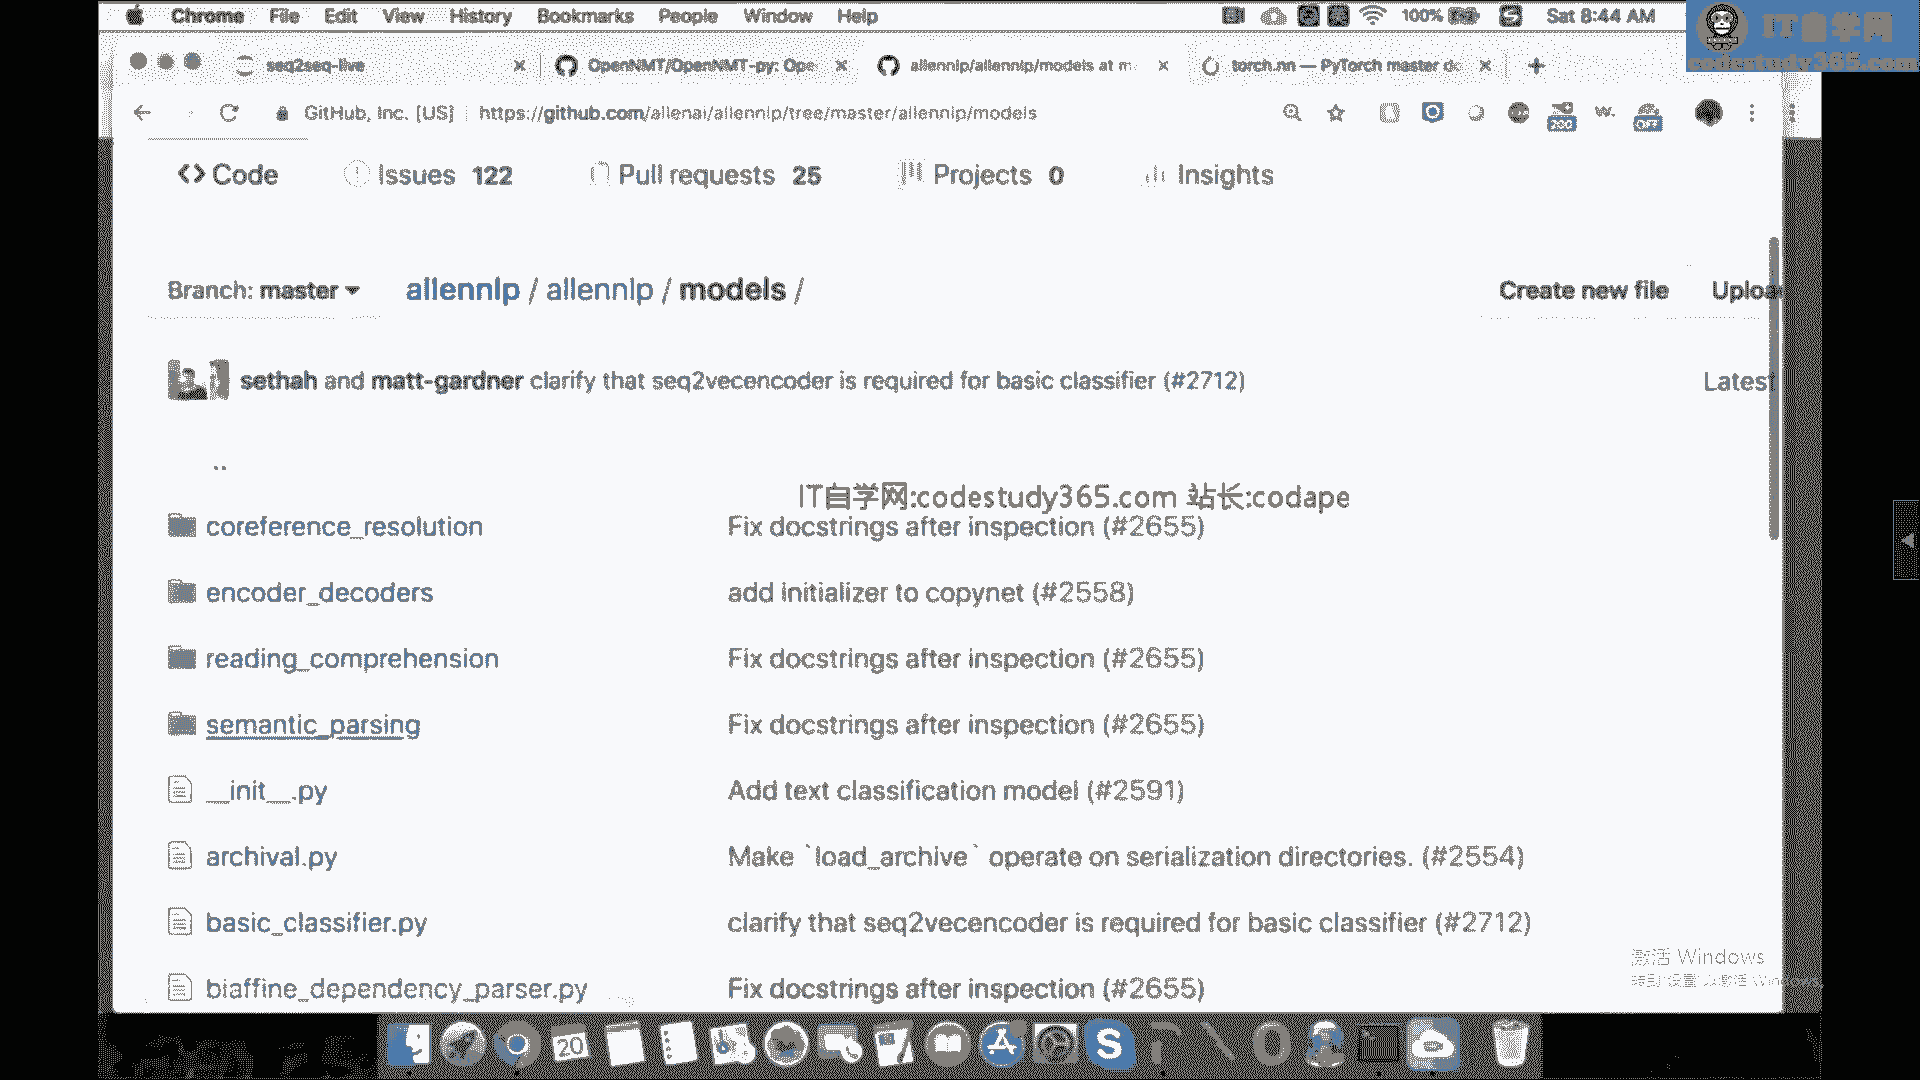 Chrome File Edit View History Bookmarks People Window Help 100% Sat 8:44 AM
IT自学网
codestudy365.com
seq2seq-live OpenNMT/OpenNMT-py: Ope allennlp/allennlp/models at m torch.nn — PyTorch master do
GitHub, Inc. [US] https://github.com/allenai/allennlp/tree/master/allennlp/models
OFF
<> Code Issues 122 Pull requests 25 Projects 0 Insights
Branch: master allennlp / allennlp / models / Create new file Uploa
sethah and matt-gardner clarify that seq2vecencoder is required for basic classifier (#2712) Latest
..
IT自学网:codestudy365.com 站长:codape
coreference_resolution Fix docstrings after inspection (#2655)
encoder_decoders add initializer to copynet (#2558)
reading_comprehension Fix docstrings after inspection (#2655)
semantic_parsing Fix docstrings after inspection (#2655)
__init__.py Add text classification model (#2591)
archival.py Make `load_archive` operate on serialization directories. (#2554)
basic_classifier.py clarify that seq2vecencoder is required for basic classifier (#2712)
激活 Windows
转到"设置"以激活 Windows。
biaffine_dependency_parser.py Fix docstrings after inspection (#2655)
20